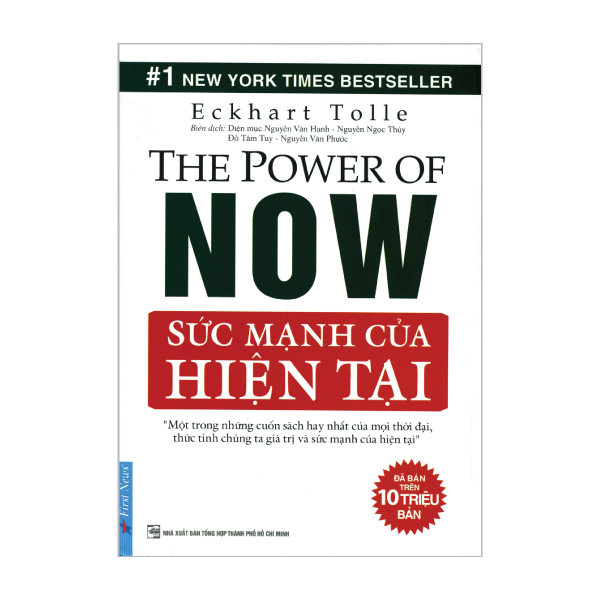 #1 NEW YORK TIMES BESTSELLER
Eckhart Tolle
Biên dịch: Diện mục Nguyễn Văn Hạnh - Nguyễn Ngọc Thủy
Đỗ Tâm Tuy - Nguyễn Văn Phước
THE POWER OF
NOW
SỨC MẠNH CỦA
HIỆN TẠI
"Một trong những cuốn sách hay nhất của mọi thời đại,
thức tỉnh chúng ta giá trị và sức mạnh của hiện tại"
ĐÃ BÁN
TRÊN
10 TRIỆU
BẢN
First News
NHÀ XUẤT BẢN TỔNG HỢP THÀNH PHỐ HỒ CHÍ MINH